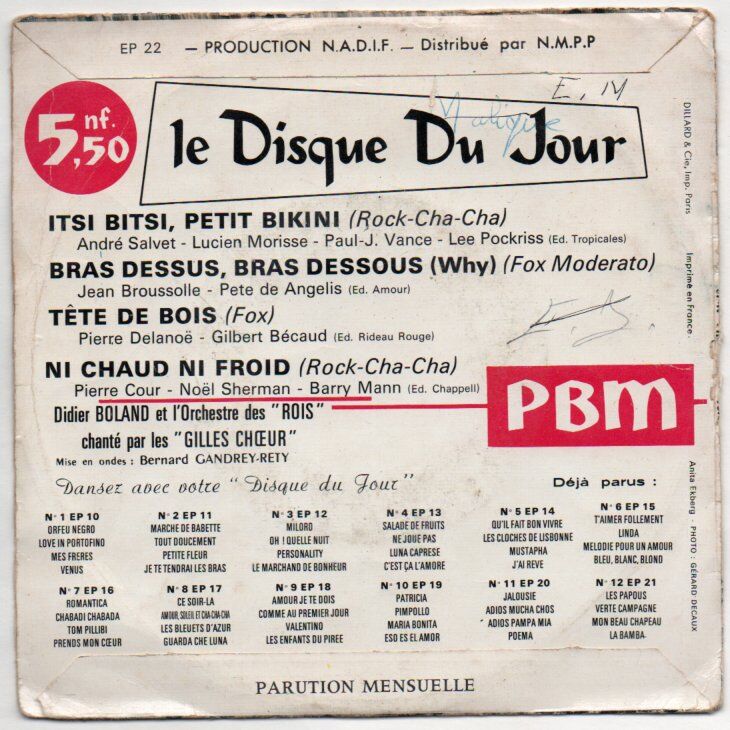 EP 22 — PRODUCTION N.A.D.I.F. — Distribué par N.M.P.P
E, M
5,50 nf.
le Disque Du Jour
ITSI BITSI, PETIT BIKINI (Rock-Cha-Cha)
André Salvet - Lucien Morisse - Paul-J. Vance - Lee Pockriss (Ed. Tropicales)
BRAS DESSUS, BRAS DESSOUS (Why) (Fox Moderato)
Jean Broussolle - Pete de Angelis (Ed. Amour)
TÊTE DE BOIS (Fox)
Pierre Delanoë - Gilbert Bécaud (Ed. Rideau Rouge)
NI CHAUD NI FROID (Rock-Cha-Cha)
Pierre Cour - Noël Sherman - Barry Mann (Ed. Chappell)
Didier BOLAND et l'Orchestre des "ROIS"
chanté par les "GILLES CHŒUR"
Mise en ondes : Bernard GANDREY-RETY
PBM
Dansez avec votre "Disque du Jour"
Déjà parus :
N° 1 EP 10
ORFEU NEGRO
LOVE IN PORTOFINO
MES FRERES
VENUS
N° 2 EP 11
MARCHE DE BABETTE
TOUT DOUCEMENT
PETITE FLEUR
JE TE TENDRAI LES BRAS
N° 3 EP 12
MILORO
OH ! QUELLE NUIT
PERSONALITY
LE MARCHAND DE BONHEUR
N° 4 EP 13
SALADE DE FRUITS
NE JOUE PAS
LUNA CAPRESE
C'EST ÇA L'AMORE
N° 5 EP 14
QU'IL FAIT BON VIVRE
LES CLOCHES DE LISBONNE
MUSTAPHA
J'AI REVE
N° 6 EP 15
T'AIMER FOLLEMENT
LINDA
MELODIE POUR UN AMOUR
BLEU, BLANC, BLOND
N° 7 EP 16
ROMANTICA
CHABADI CHABADA
TOM PILLIBI
PRENDS MON CŒUR
N° 8 EP 17
CE SOIR-LA
AMOUR, SOLEIL ET CHA-CHA-CHA
LES BLEUETS D'AZUR
GUARDA CHE LUNA
N° 9 EP 18
AMOUR JE TE DOIS
COMME AU PREMIER JOUR
VALENTINO
LES ENFANTS DU PIREE
N° 10 EP 19
PATRICIA
PIMPOLLO
MARIA BONITA
ESO ES EL AMOR
N° 11 EP 20
JALOUSIE
ADIOS MUCHA CHOS
ADIOS PAMPA MIA
POEMA
N° 12 EP 21
LES PAPOUS
VERTE CAMPAGNE
MON BEAU CHAPEAU
LA BAMBA
PARUTION MENSUELLE
DILLARD & Cie, Imp. Paris
Imprimé en France.
Anita Ekberg - PHOTO : GÉRARD DECAUX